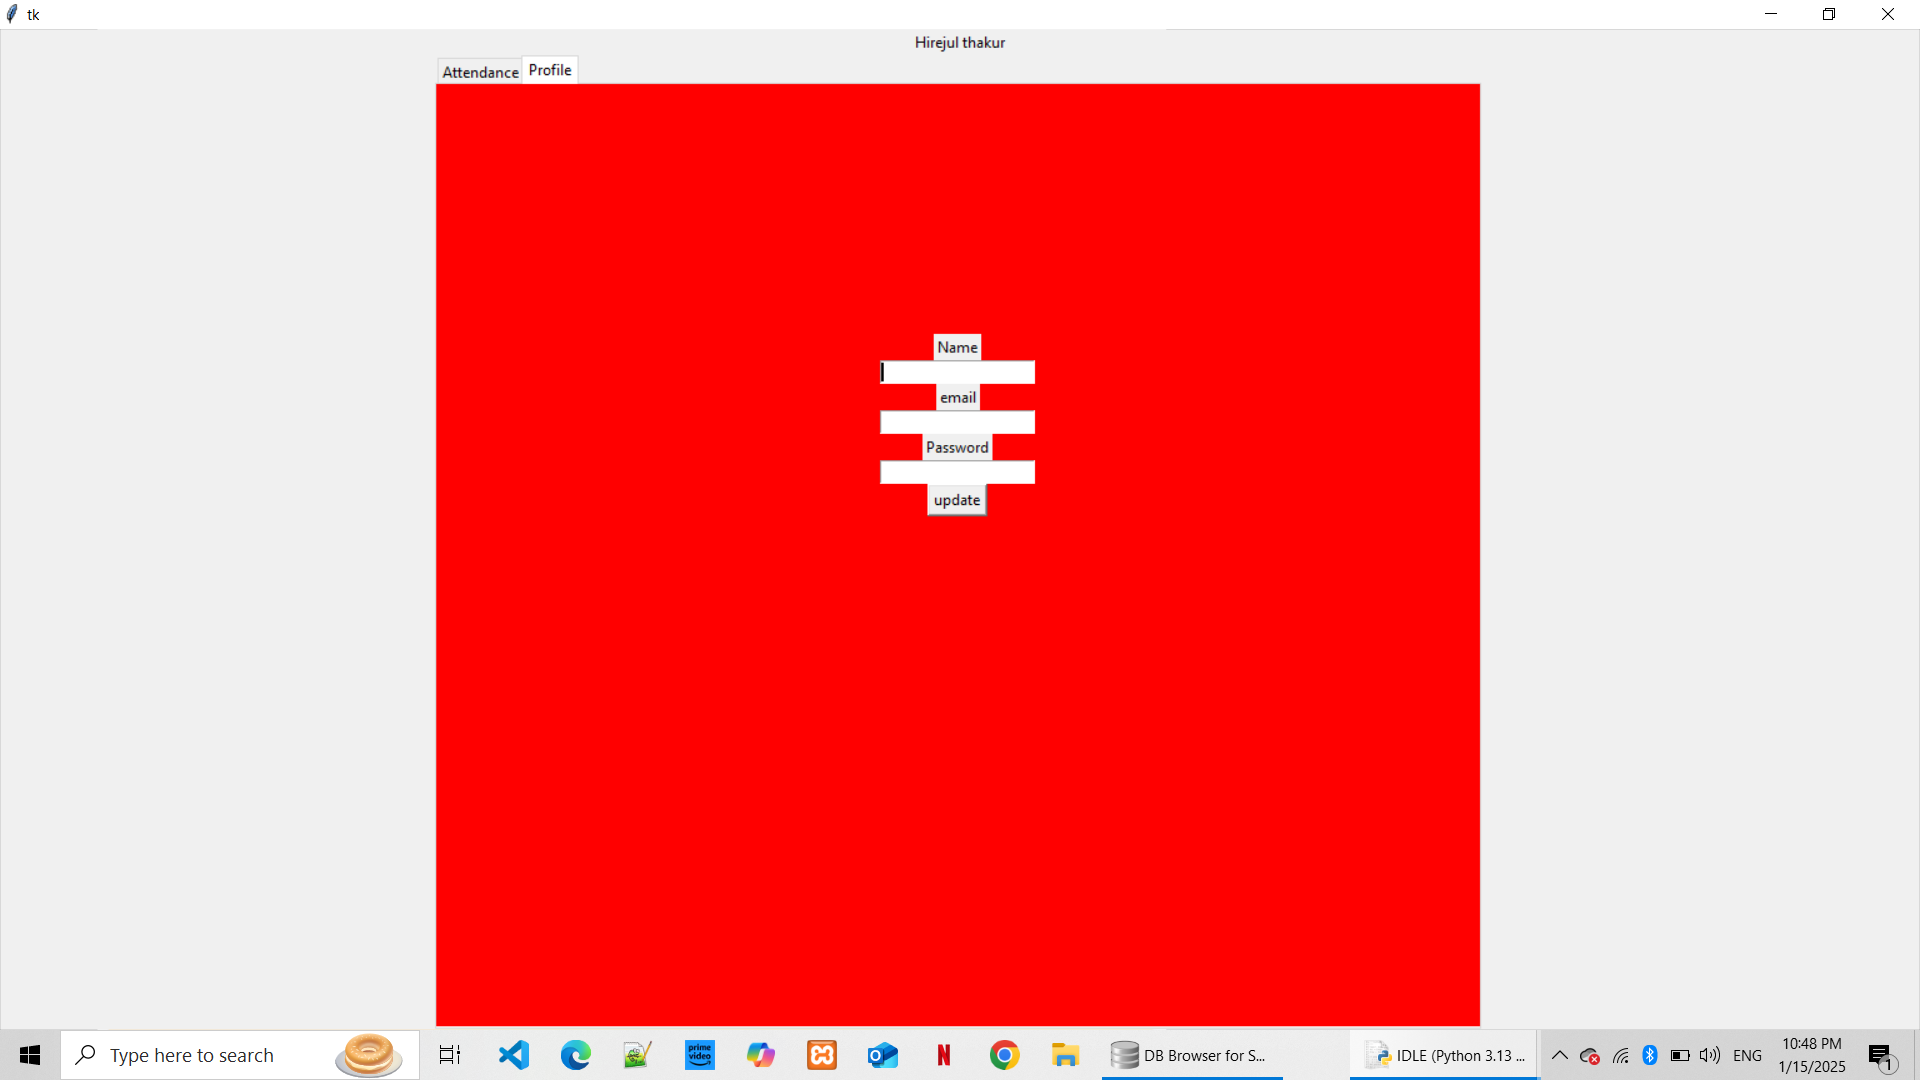 tk
Hirejul thakur
Attendance Profile
Name
email
Password
update
Type here to search
prime video
N
DB Browser for S...
IDLE (Python 3.13 ...
ENG
10:48 PM
1/15/2025
1